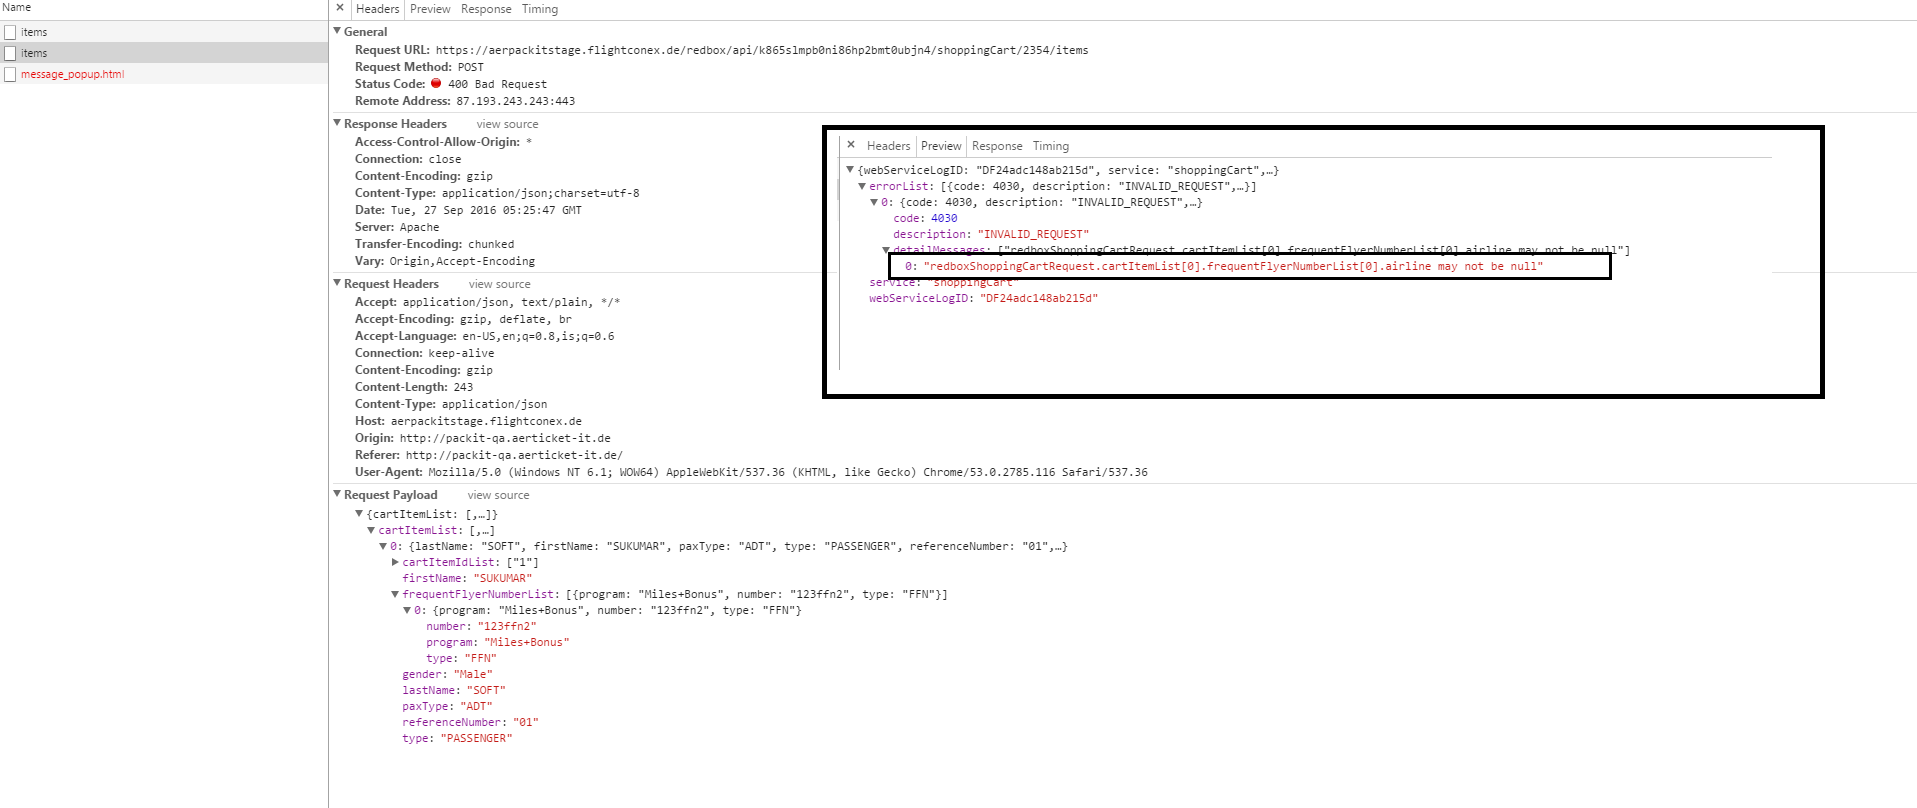 Name
items
items
message_popup.html
× Headers Preview Response Timing
General
Request URL: https://aerpackitstage.flightconex.de/redbox/api/k865slmpb0ni86hp2bmt0ubjn4/shoppingCart/2354/items
Request Method: POST
Status Code: 400 Bad Request
Remote Address: 87.193.243.243:443
Response Headers view source
Access-Control-Allow-Origin: *
Connection: close
Content-Encoding: gzip
Content-Type: application/json;charset=utf-8
Date: Tue, 27 Sep 2016 05:25:47 GMT
Server: Apache
Transfer-Encoding: chunked
Vary: Origin,Accept-Encoding
Request Headers view source
Accept: application/json, text/plain, */*
Accept-Encoding: gzip, deflate, br
Accept-Language: en-US,en;q=0.8,is;q=0.6
Connection: keep-alive
Content-Encoding: gzip
Content-Length: 243
Content-Type: application/json
Host: aerpackitstage.flightconex.de
Origin: http://packit-qa.aerticket-it.de
Referer: http://packit-qa.aerticket-it.de/
User-Agent: Mozilla/5.0 (Windows NT 6.1; WOW64) AppleWebKit/537.36 (KHTML, like Gecko) Chrome/53.0.2785.116 Safari/537.36
Request Payload view source
{cartItemList: [,…]}
cartItemList: [,…]
0: {lastName: "SOFT", firstName: "SUKUMAR", paxType: "ADT", type: "PASSENGER", referenceNumber: "01",…}
cartItemIdList: ["1"]
firstName: "SUKUMAR"
frequentFlyerNumberList: [{program: "Miles+Bonus", number: "123ffn2", type: "FFN"}]
0: {program: "Miles+Bonus", number: "123ffn2", type: "FFN"}
number: "123ffn2"
program: "Miles+Bonus"
type: "FFN"
gender: "Male"
lastName: "SOFT"
paxType: "ADT"
referenceNumber: "01"
type: "PASSENGER"
× Headers Preview Response Timing
{webServiceLogID: "DF24adc148ab215d", service: "shoppingCart",…}
errorList: [{code: 4030, description: "INVALID_REQUEST",…}]
0: {code: 4030, description: "INVALID_REQUEST",…}
code: 4030
description: "INVALID_REQUEST"
detailMessages: ["redboxShoppingCartRequest.cartItemList[0].frequentFlyerNumberList[0].airline may not be null"]
0: "redboxShoppingCartRequest.cartItemList[0].frequentFlyerNumberList[0].airline may not be null"
service: "shoppingCart"
webServiceLogID: "DF24adc148ab215d"